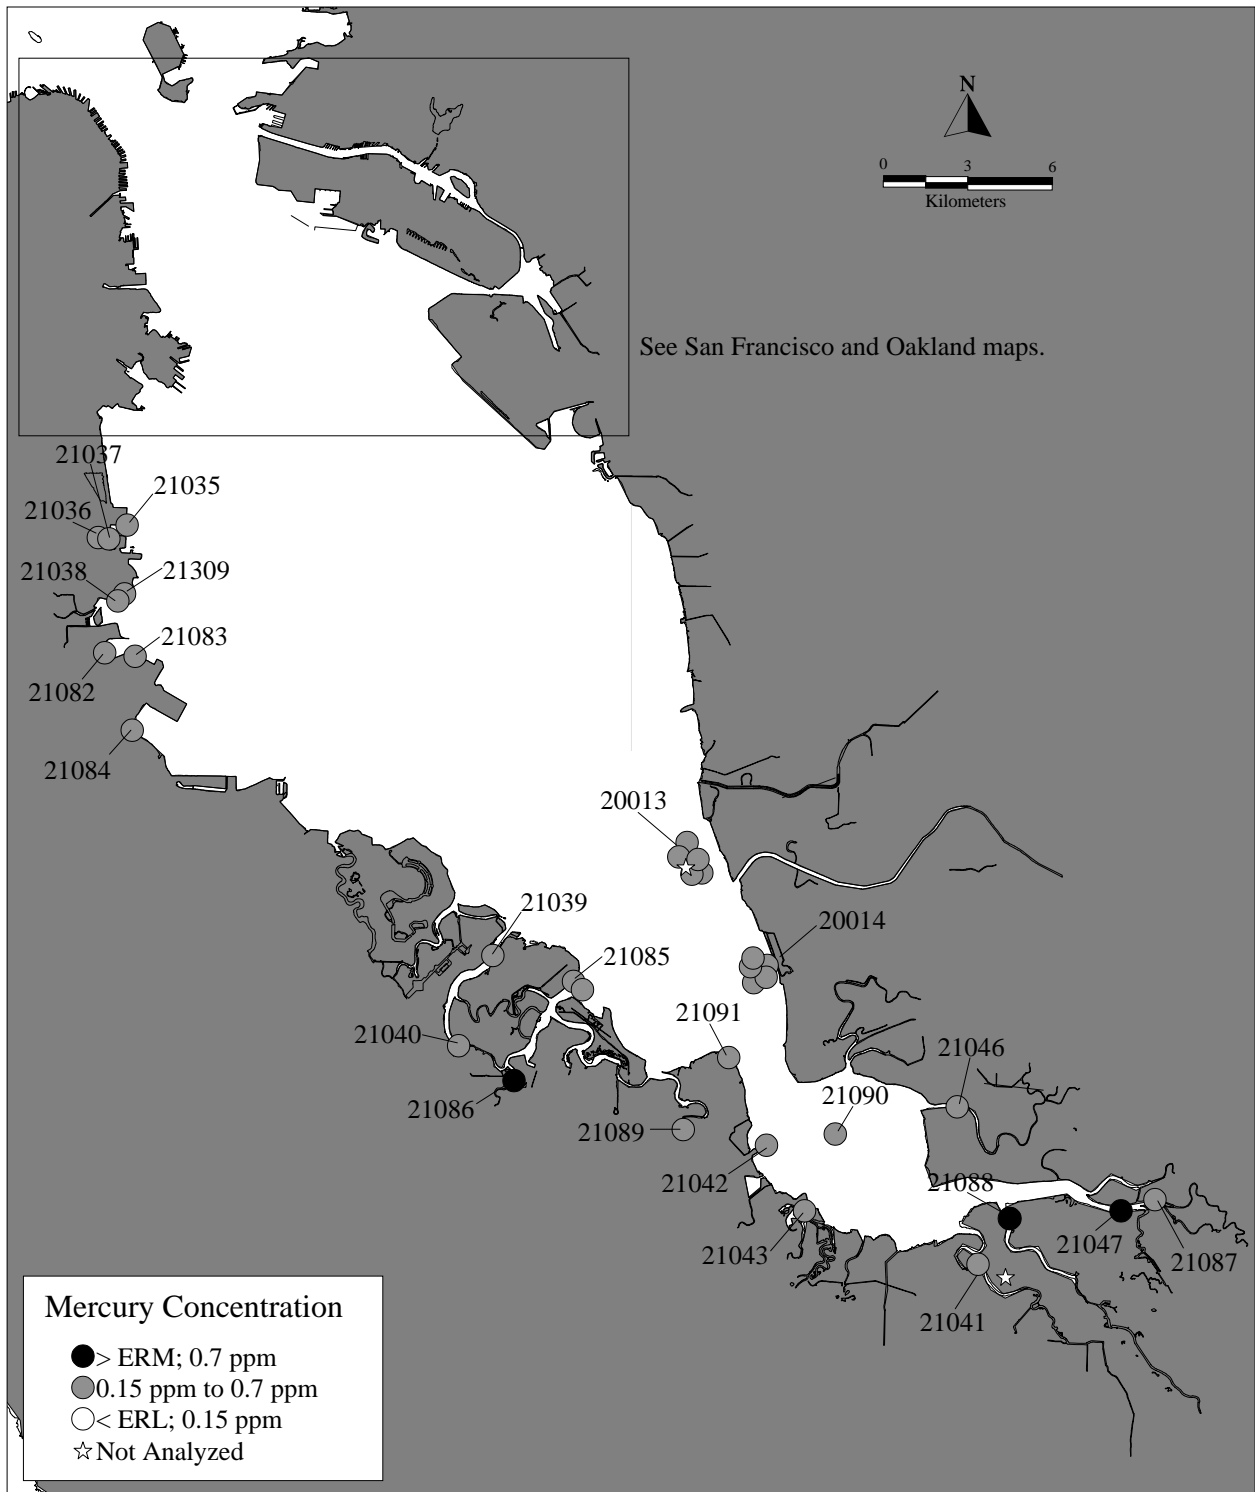 N
0 3 6
Kilometers
See San Francisco and Oakland maps.
21037
21035
21036
21038
21309
21083
21082
21084
20013
21039
20014
21085
21091
21040
21046
21086
21090
21089
21042
21088
21043
21047
21087
21041
Mercury Concentration
> ERM; 0.7 ppm
0.15 ppm to 0.7 ppm
< ERL; 0.15 ppm
Not Analyzed